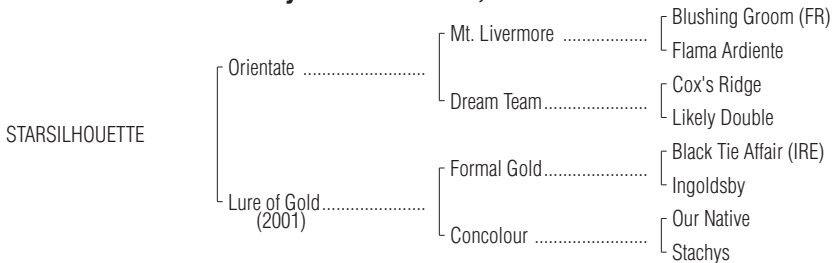 Blushing Groom (FR)
Mt. Livermore ..................
Flama Ardiente
Orientate ..........................
Cox's Ridge
Dream Team......................
Likely Double
STARSILHOUETTE
Black Tie Affair (IRE)
Formal Gold......................
Ingoldsby
Lure of Gold......................
(2001)
Our Native
Concolour ........................
Stachys